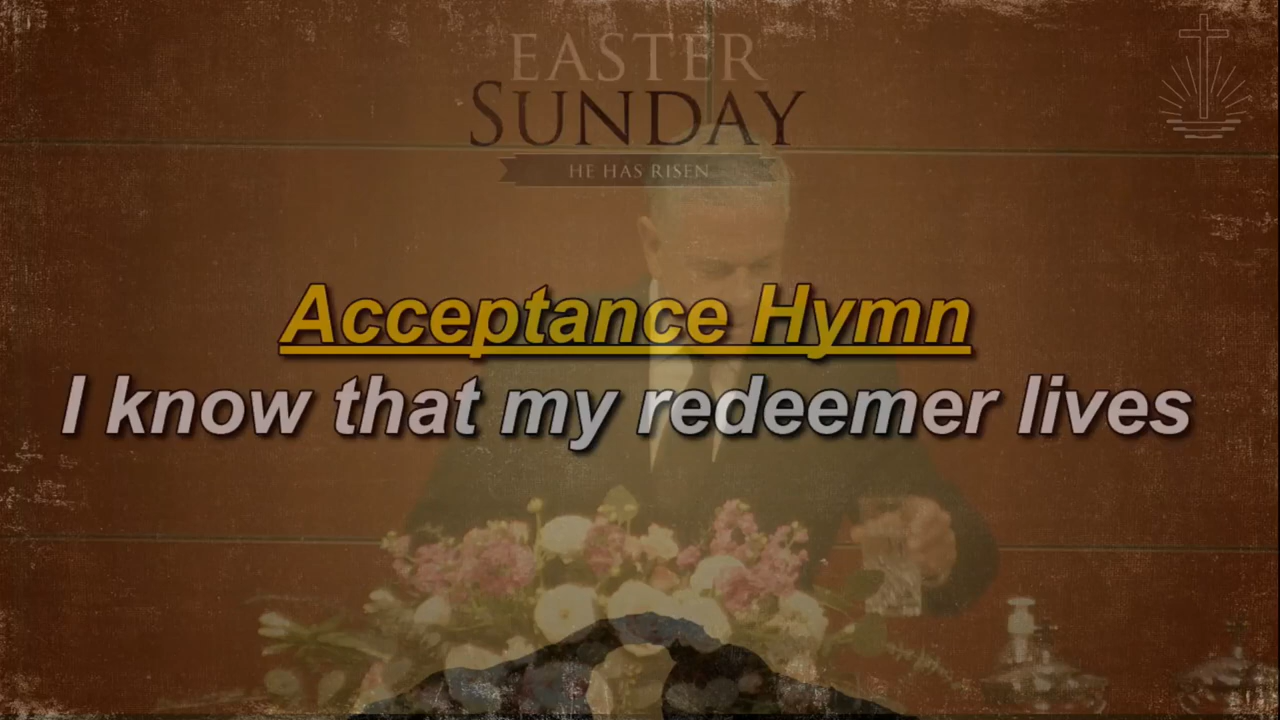 EASTER
SUNDAY
HE HAS RISEN
Acceptance Hymn
I know that my redeemer lives